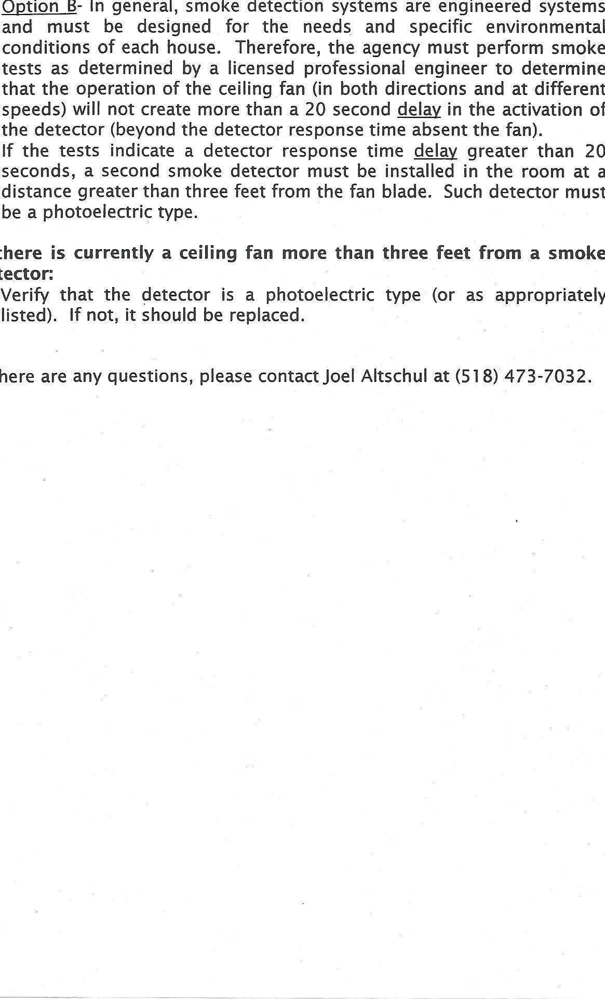 Option B- In general, smoke detection systems are engineered systems
and must be designed for the needs and specific environmental
conditions of each house. Therefore, the agency must perform smoke
tests as determined by a licensed professional engineer to determine
that the operation of the ceiling fan (in both directions and at different
speeds) will not create more than a 20 second delay in the activation of
the detector (beyond the detector response time absent the fan).
If the tests indicate a detector response time delay greater than 20
seconds, a second smoke detector must be installed in the room at a
distance greater than three feet from the fan blade. Such detector must
be a photoelectric type.
there is currently a ceiling fan more than three feet from a smoke
tector:
Verify that the detector is a photoelectric type (or as appropriately
listed). If not, it should be replaced.
here are any questions, please contact Joel Altschul at (518) 473-7032.